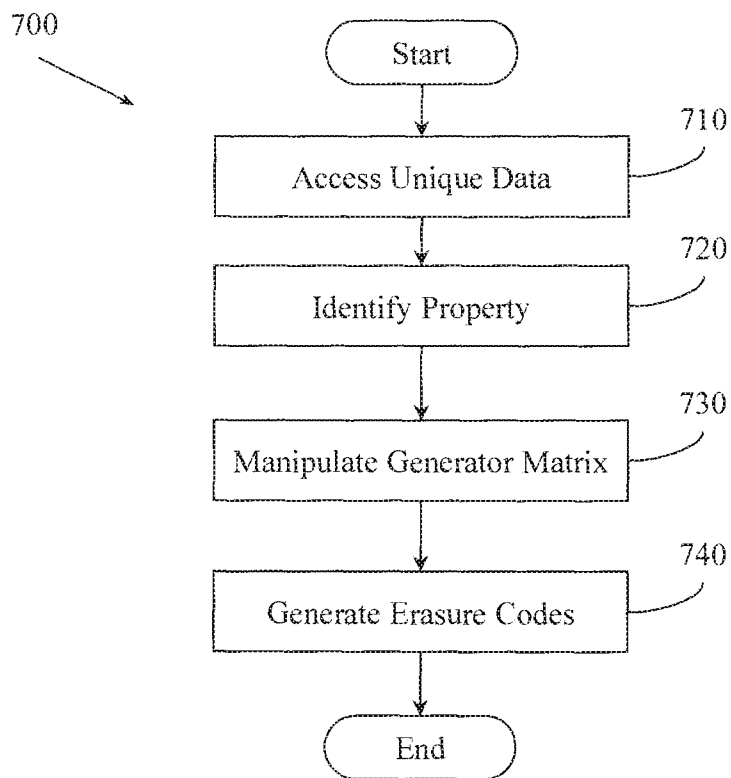 700
Start
710
Access Unique Data
720
Identify Property
730
Manipulate Generator Matrix
740
Generate Erasure Codes
End